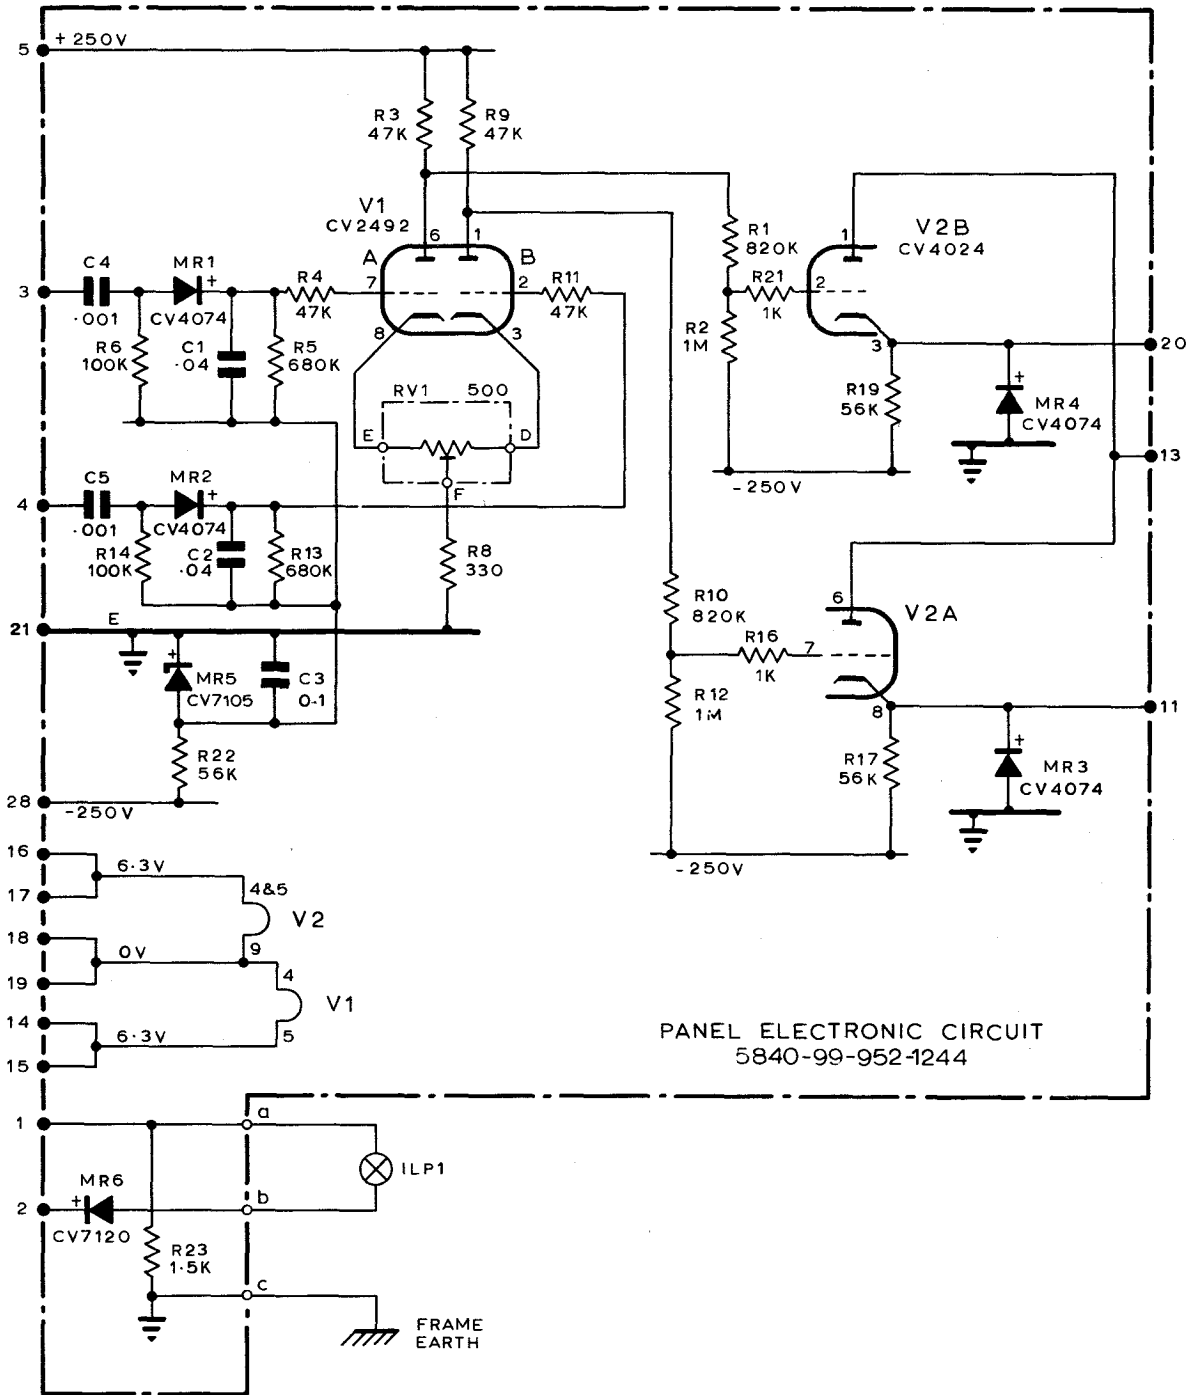 5
+ 250V
R3
47K
R9
47K
V1
CV2492
6
1
A
B
7
2
8
3
R4
47K
R11
47K
3
C4
.001
MR1
+
CV4074
R6
100K
C1
.04
R5
680K
RV1
500
E
D
F
R8
330
4
C5
.001
MR2
+
CV4074
R14
100K
C2
.04
R13
680K
21
E
+
MR5
CV7105
C3
0.1
R22
56K
28
-250V
R1
820K
R21
1K
R2
1M
V2B
CV4024
1
2
3
R19
56K
+
MR4
CV4074
20
13
-250V
R10
820K
R16
1K
R12
1M
V2A
6
7
8
R17
56K
+
MR3
CV4074
11
-250V
16
6.3V
17
4&5
V2
18
0V
9
19
4
V1
14
6.3V
5
15
PANEL ELECTRONIC CIRCUIT
5840-99-952-1244
1
a
ILP1
MR6
2
+
b
CV7120
R23
1.5K
c
FRAME
EARTH